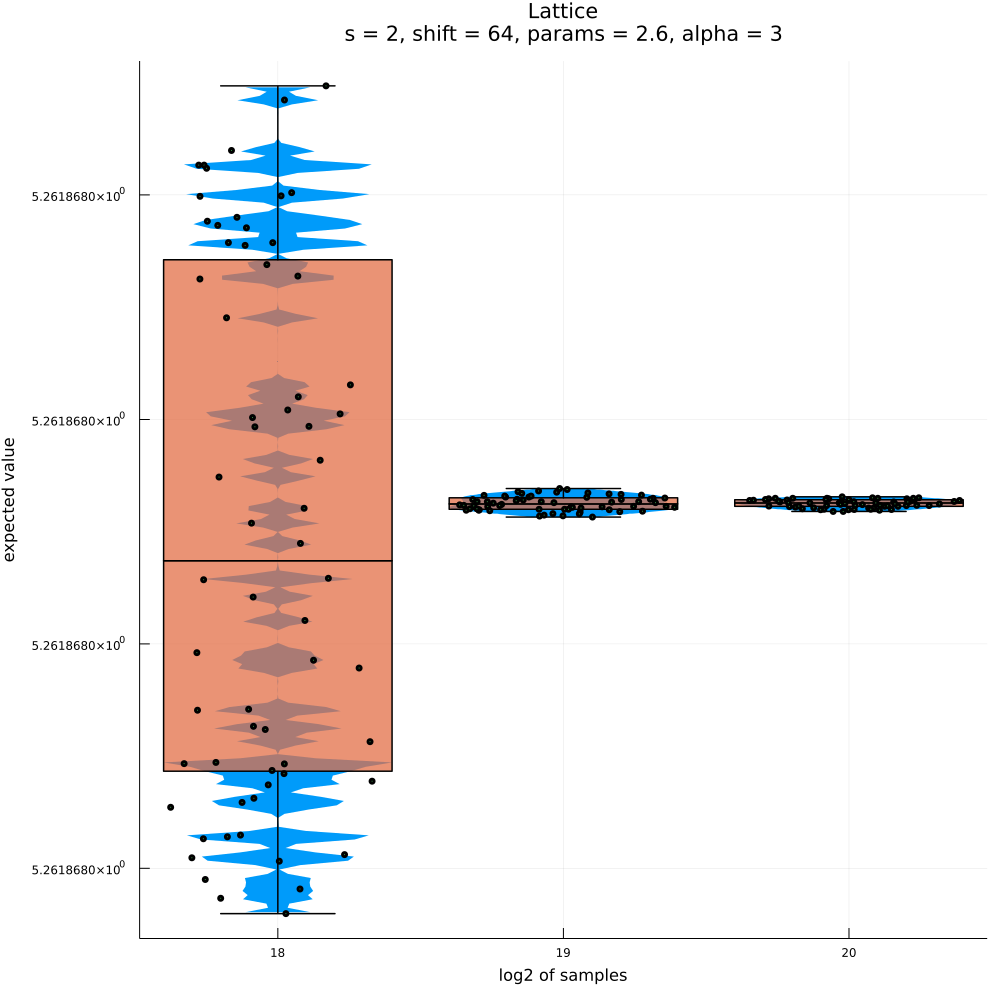 Lattice
s = 2, shift = 64, params = 2.6, alpha = 3
5.2618680×10⁰
5.2618680×10⁰
5.2618680×10⁰
5.2618680×10⁰
expected value
18 19 20
log2 of samples